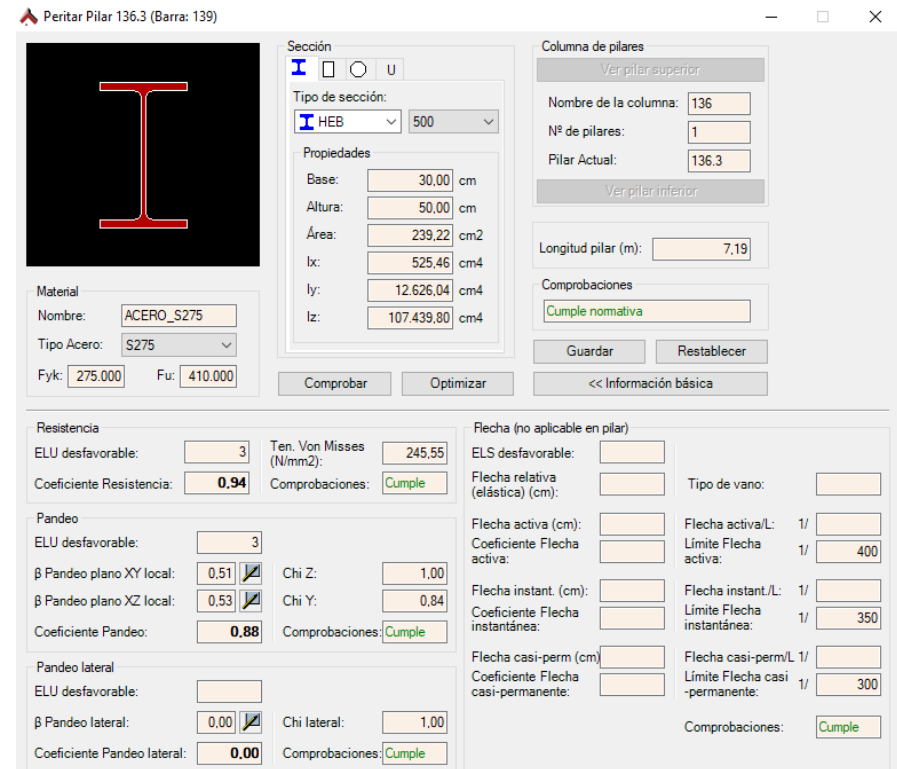 Peritar Pilar 136.3 (Barra: 139)
Sección
U
Tipo de sección:
HEB 500
Propiedades
Base: 30,00 cm
Altura: 50,00 cm
Área: 239,22 cm2
Ix: 525,46 cm4
Iy: 12.626,04 cm4
Iz: 107.439,80 cm4
Comprobar Optimizar
Columna de pilares
Ver pilar superior
Nombre de la columna: 136
Nº de pilares: 1
Pilar Actual: 136.3
Ver pilar inferior
Longitud pilar (m): 7,19
Comprobaciones
Cumple normativa
Guardar Restablecer
<< Información básica
Material
Nombre: ACERO_S275
Tipo Acero: S275
Fyk: 275.000 Fu: 410.000
Resistencia
ELU desfavorable: 3 Ten. Von Misses (N/mm2): 245,55
Coeficiente Resistencia: 0,94 Comprobaciones: Cumple
Pandeo
ELU desfavorable: 3
β Pandeo plano XY local: 0,51 Chi Z: 1,00
β Pandeo plano XZ local: 0,53 Chi Y: 0,84
Coeficiente Pandeo: 0,88 Comprobaciones: Cumple
Pandeo lateral
ELU desfavorable:
β Pandeo lateral: 0,00 Chi lateral: 1,00
Coeficiente Pandeo lateral: 0,00 Comprobaciones: Cumple
Flecha (no aplicable en pilar)
ELS desfavorable:
Flecha relativa (elástica) (cm): Tipo de vano:
Flecha activa (cm): Flecha activa/L: 1/
Coeficiente Flecha activa: Límite Flecha activa: 1/ 400
Flecha instant. (cm): Flecha instant./L: 1/
Coeficiente Flecha instantánea: Límite Flecha instantánea: 1/ 350
Flecha casi-perm (cm) Flecha casi-perm/L 1/
Coeficiente Flecha casi-permanente: Límite Flecha casi -permanente: 1/ 300
Comprobaciones: Cumple